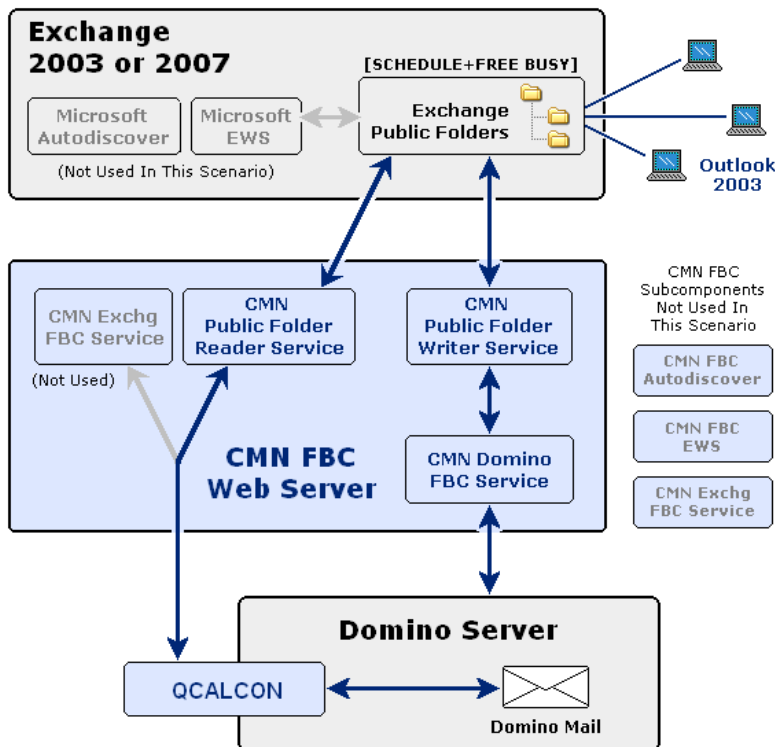 Exchange
2003 or 2007
[SCHEDULE+FREE BUSY]
Microsoft
Autodiscover
Microsoft
EWS
Exchange
Public Folders
(Not Used In This Scenario)
Outlook
2003
CMN Exchg
FBC Service
(Not Used)
CMN
Public Folder
Reader Service
CMN
Public Folder
Writer Service
CMN FBC
Web Server
CMN Domino
FBC Service
CMN FBC
Subcomponents
Not Used In
This Scenario
CMN FBC
Autodiscover
CMN FBC
EWS
CMN Exchg
FBC Service
Domino Server
QCALCON
Domino Mail